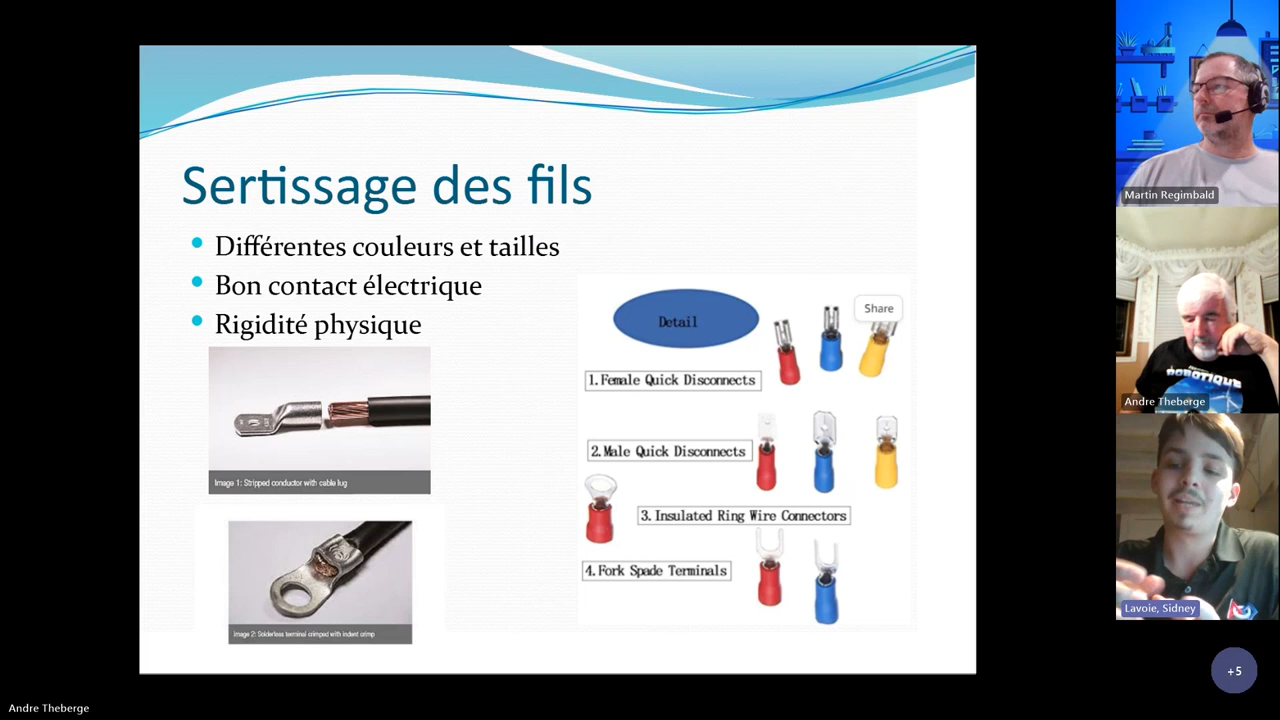 Sertissage des fils
Différentes couleurs et tailles
Bon contact électrique
Rigidité physique
Image 1: Stripped conductor with cable lug
Image 2: Solderless terminal crimped with indent crimp
Detail
Share
1.Female Quick Disconnects
2.Male Quick Disconnects
3.Insulated Ring Wire Connectors
4.Fork Spade Terminals
Martin Regimbald
ROBOTIQUE
Andre Theberge
Lavoie, Sidney
+5
Andre Theberge